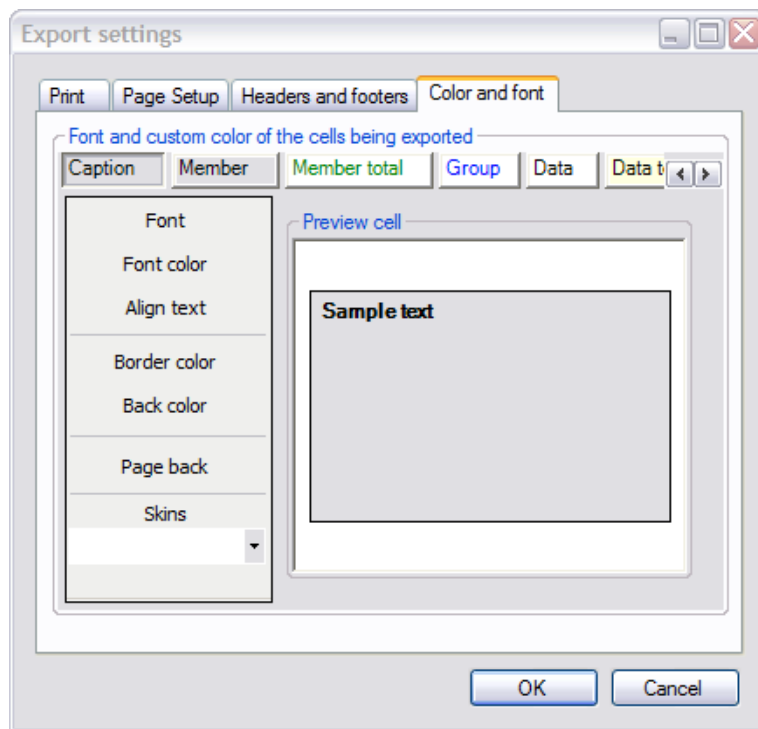 Export settings
Print Page Setup Headers and footers Color and font
Font and custom color of the cells being exported
Caption Member Member total Group Data Data t
Font
Font color
Align text
Border color
Back color
Page back
Skins
Preview cell
Sample text
OK Cancel